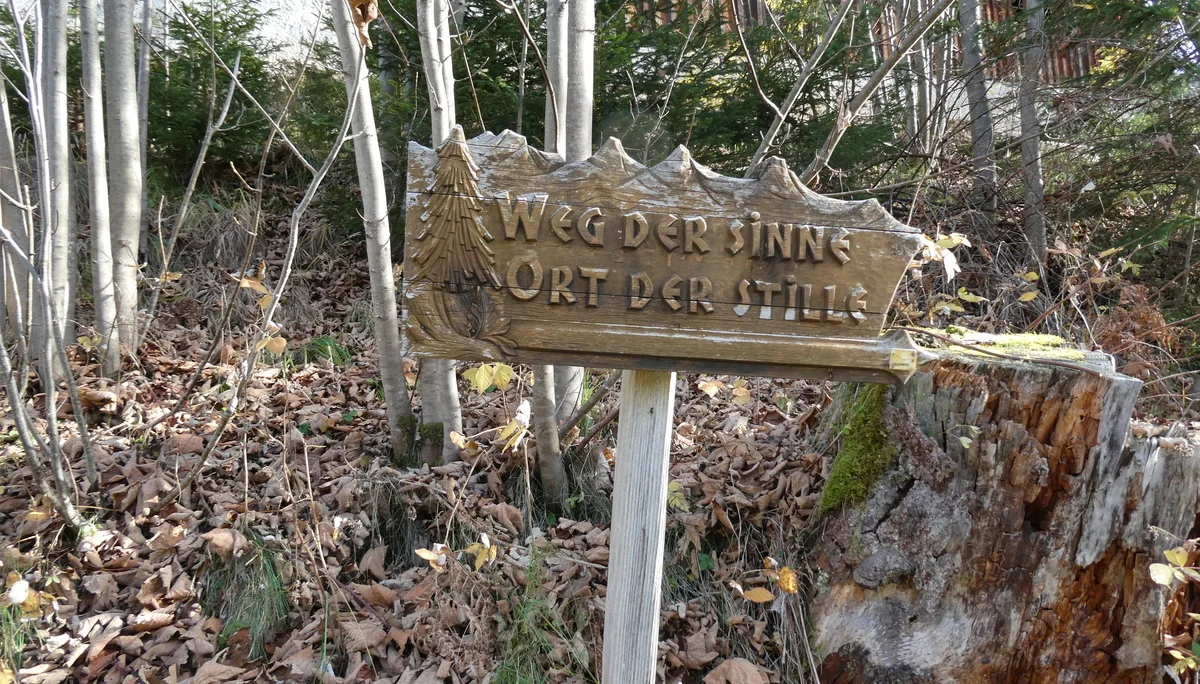 WEG DER SINNE
ORT DER STILLE